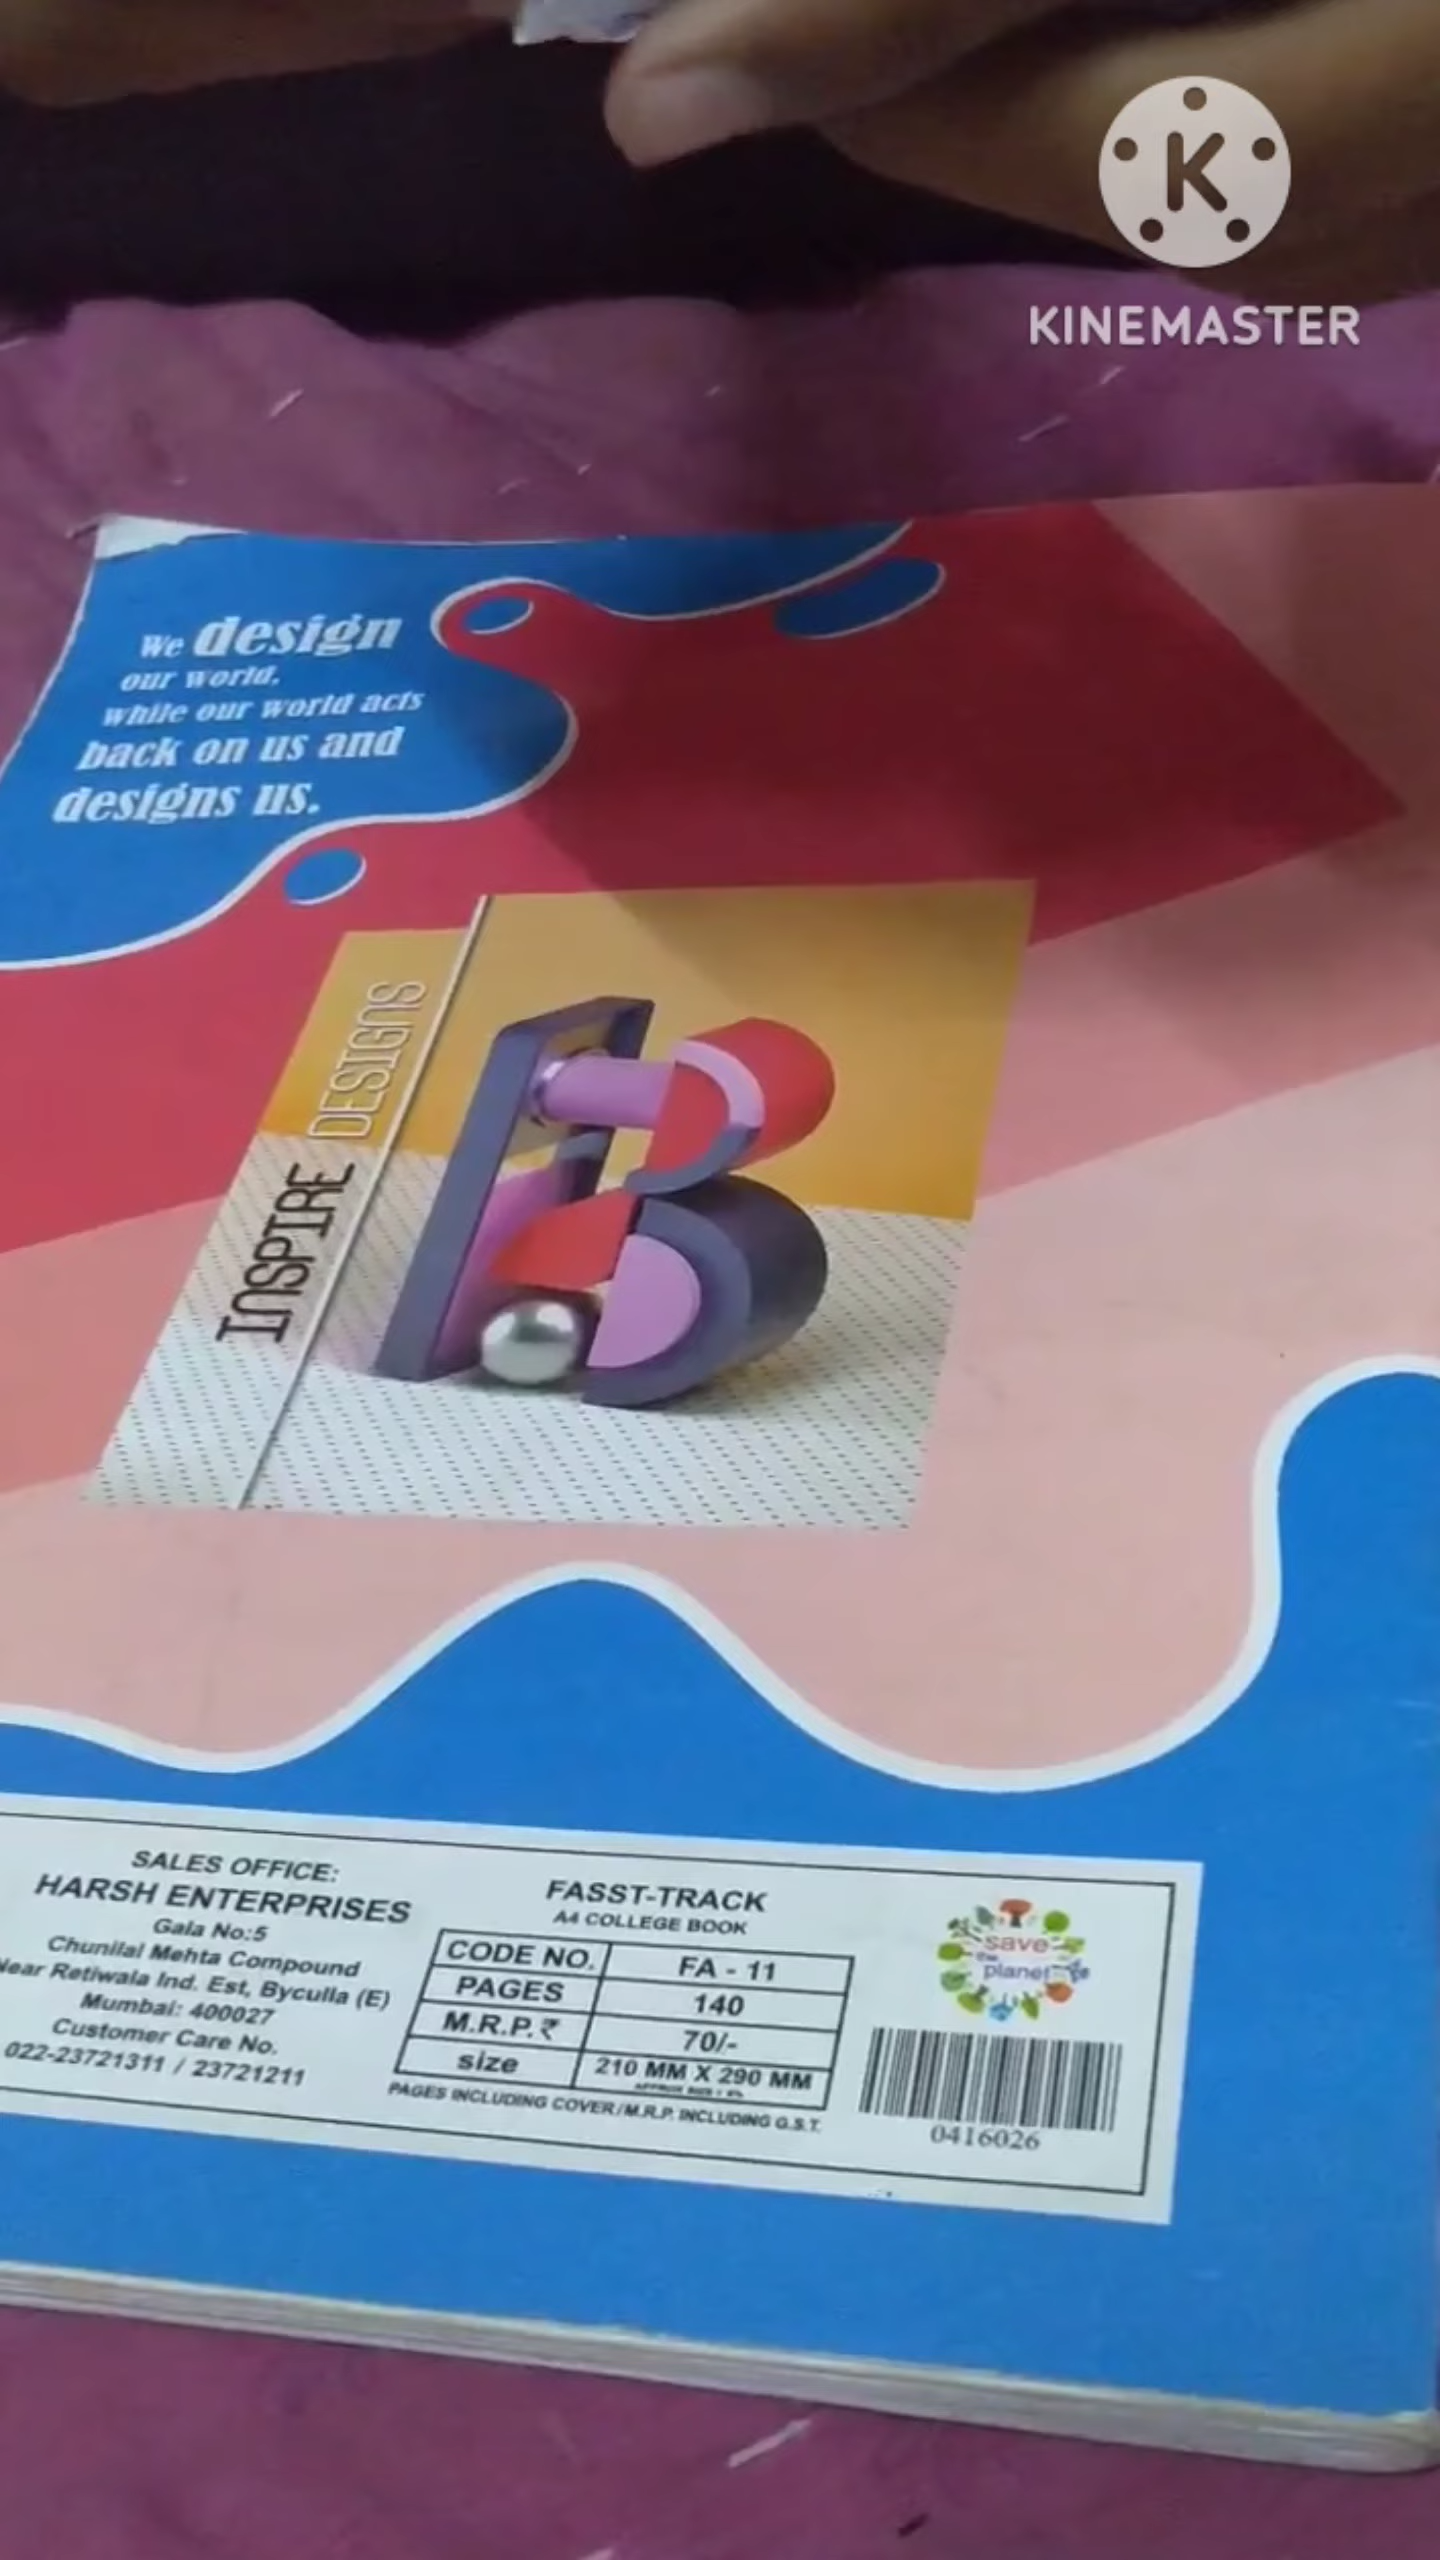 K
KINEMASTER
We design
our world,
while our world acts
back on us and
designs us.
INSPIRE DESIGNS
SALES OFFICE:
HARSH ENTERPRISES
Gala No:5
Chunilal Mehta Compound
Near Retiwala Ind. Est, Byculla (E)
Mumbai: 400027
Customer Care No.
022-23721311 / 23721211
FASST-TRACK
A4 COLLEGE BOOK
CODE NO. FA - 11
PAGES 140
M.R.P.₹ 70/-
size 210 MM X 290 MM
PAGES INCLUDING COVER/M.R.P. INCLUDING G.S.T.
save
the
planet
0416026